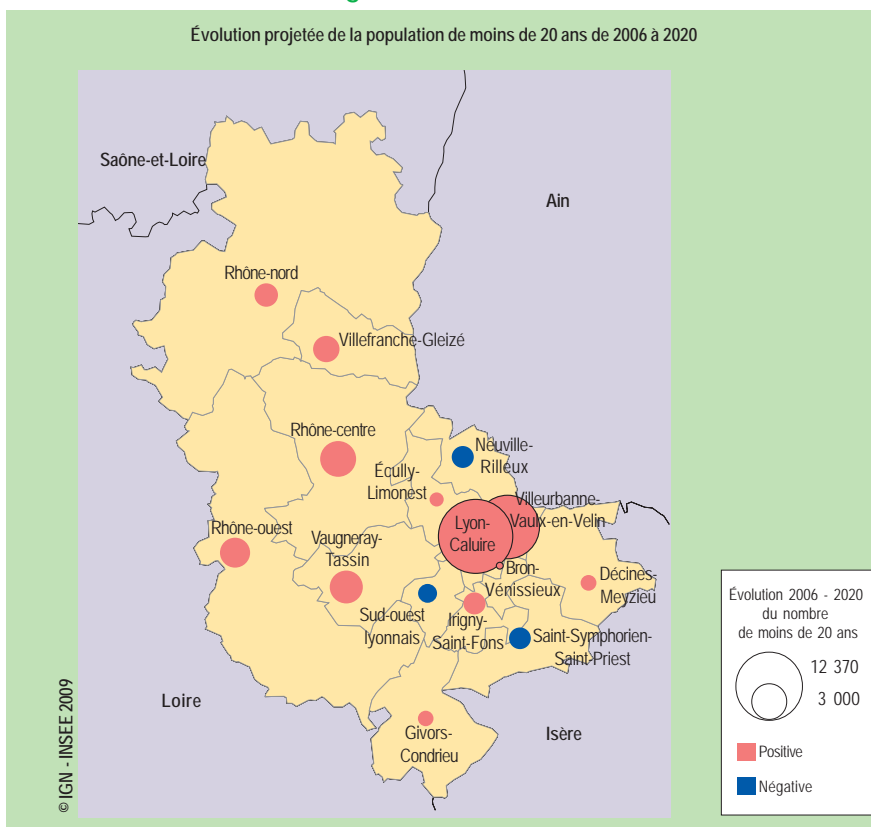 Évolution projetée de la population de moins de 20 ans de 2006 à 2020
Saône-et-Loire
Ain
Rhône-nord
Villefranche-Gleizé
Rhône-centre
Neuville-
Rilleux
Écully-
Limonest
Villeurbanne-
Vaulx-en-Velin
Lyon-
Caluire
Rhône-ouest
Vaugneray-
Tassin
Bron-
Vénissieux
Décines-
Meyzieu
Sud-ouest
lyonnais
Irigny-
Saint-Fons
Saint-Symphorien-
Saint-Priest
Loire
Givors-
Condrieu
Isère
© IGN - INSEE 2009
Évolution 2006 - 2020
du nombre
de moins de 20 ans
12 370
3 000
Positive
Négative